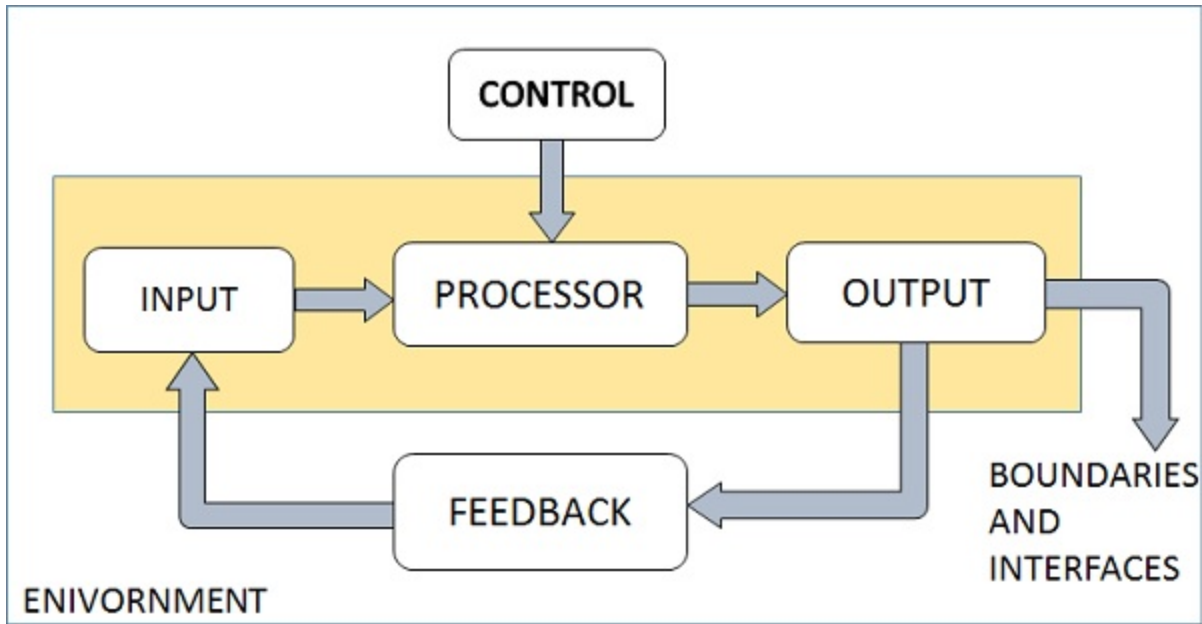 CONTROL
INPUT
PROCESSOR
OUTPUT
FEEDBACK
BOUNDARIES
AND
INTERFACES
ENIVORNMENT